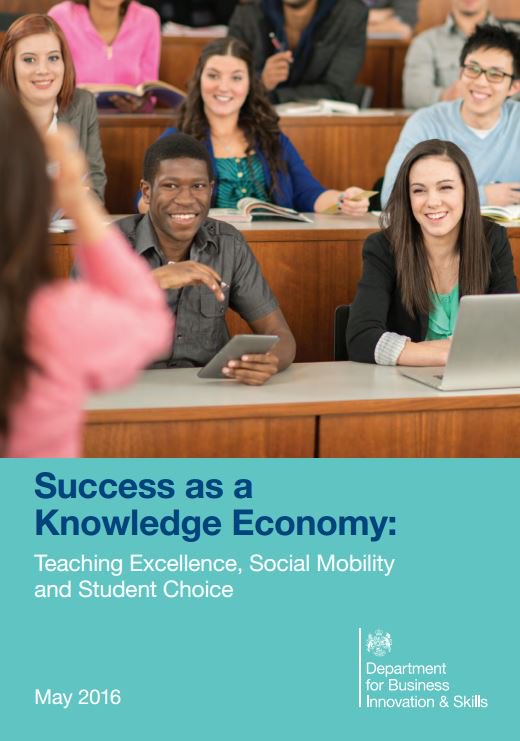 Success as a
Knowledge Economy:
Teaching Excellence, Social Mobility
and Student Choice
May 2016
Department
for Business
Innovation & Skills